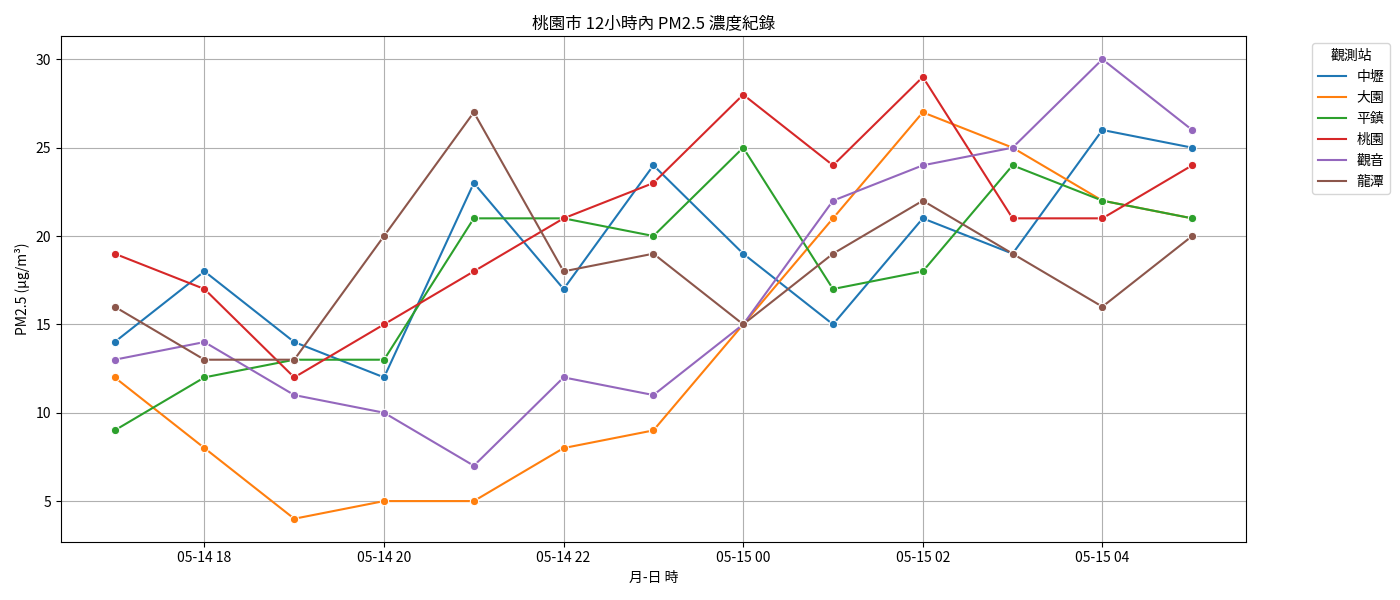 桃園市 12小時內 PM2.5 濃度紀錄
PM2.5 (μg/m³)
30
25
20
15
10
5
05-14 18
05-14 20
05-14 22
05-15 00
05-15 02
05-15 04
月-日 時
觀測站
中壢
大園
平鎮
桃園
觀音
龍潭